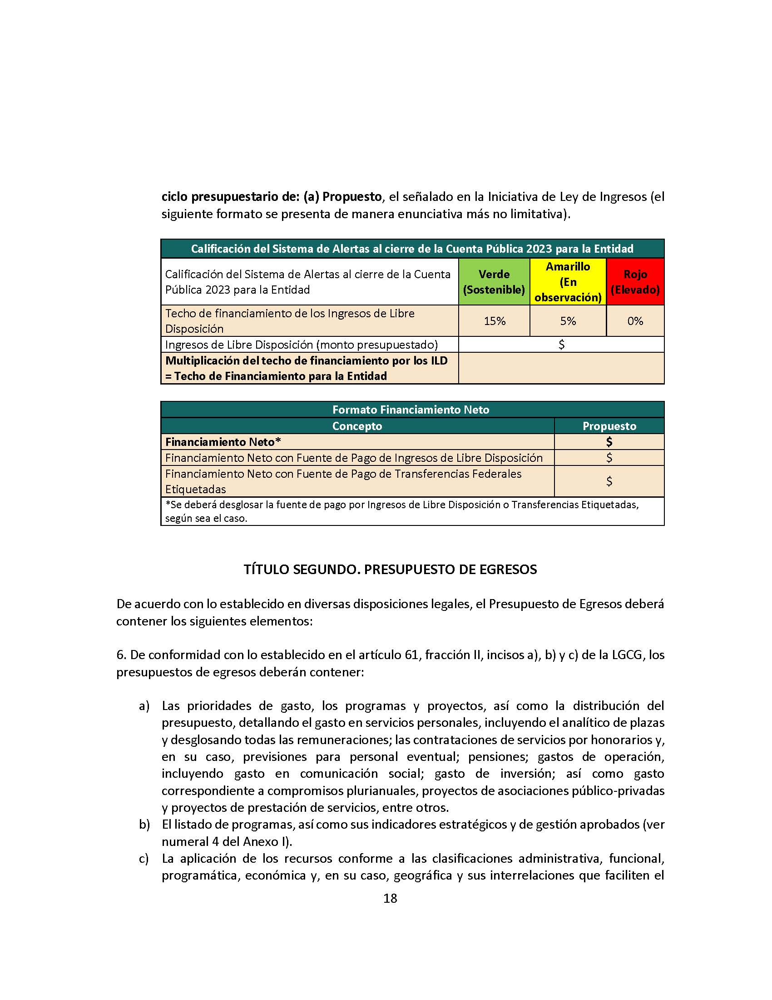 ciclo presupuestario de: (a) Propuesto, el señalado en la Iniciativa de Ley de Ingresos (el
siguiente formato se presenta de manera enunciativa más no limitativa).
Calificación del Sistema de Alertas al cierre de la Cuenta Pública 2023 para la Entidad
Calificación del Sistema de Alertas al cierre de la Cuenta
Pública 2023 para la Entidad
Verde
(Sostenible)
Amarillo
(En
observación)
Rojo
(Elevado)
Techo de financiamiento de los Ingresos de Libre
Disposición
15%
5%
0%
Ingresos de Libre Disposición (monto presupuestado)
$
Multiplicación del techo de financiamiento por los ILD
= Techo de Financiamiento para la Entidad
Formato Financiamiento Neto
Concepto
Propuesto
Financiamiento Neto*
$
Financiamiento Neto con Fuente de Pago de Ingresos de Libre Disposición
$
Financiamiento Neto con Fuente de Pago de Transferencias Federales
Etiquetadas
$
*Se deberá desglosar la fuente de pago por Ingresos de Libre Disposición o Transferencias Etiquetadas,
según sea el caso.
TÍTULO SEGUNDO. PRESUPUESTO DE EGRESOS
De acuerdo con lo establecido en diversas disposiciones legales, el Presupuesto de Egresos deberá
contener los siguientes elementos:
6. De conformidad con lo establecido en el artículo 61, fracción II, incisos a), b) y c) de la LGCG, los
presupuestos de egresos deberán contener:
a) Las prioridades de gasto, los programas y proyectos, así como la distribución del
presupuesto, detallando el gasto en servicios personales, incluyendo el analítico de plazas
y desglosando todas las remuneraciones; las contrataciones de servicios por honorarios y,
en su caso, previsiones para personal eventual; pensiones; gastos de operación,
incluyendo gasto en comunicación social; gasto de inversión; así como gasto
correspondiente a compromisos plurianuales, proyectos de asociaciones público-privadas
y proyectos de prestación de servicios, entre otros.
b) El listado de programas, así como sus indicadores estratégicos y de gestión aprobados (ver
numeral 4 del Anexo I).
c) La aplicación de los recursos conforme a las clasificaciones administrativa, funcional,
programática, económica y, en su caso, geográfica y sus interrelaciones que faciliten el
18